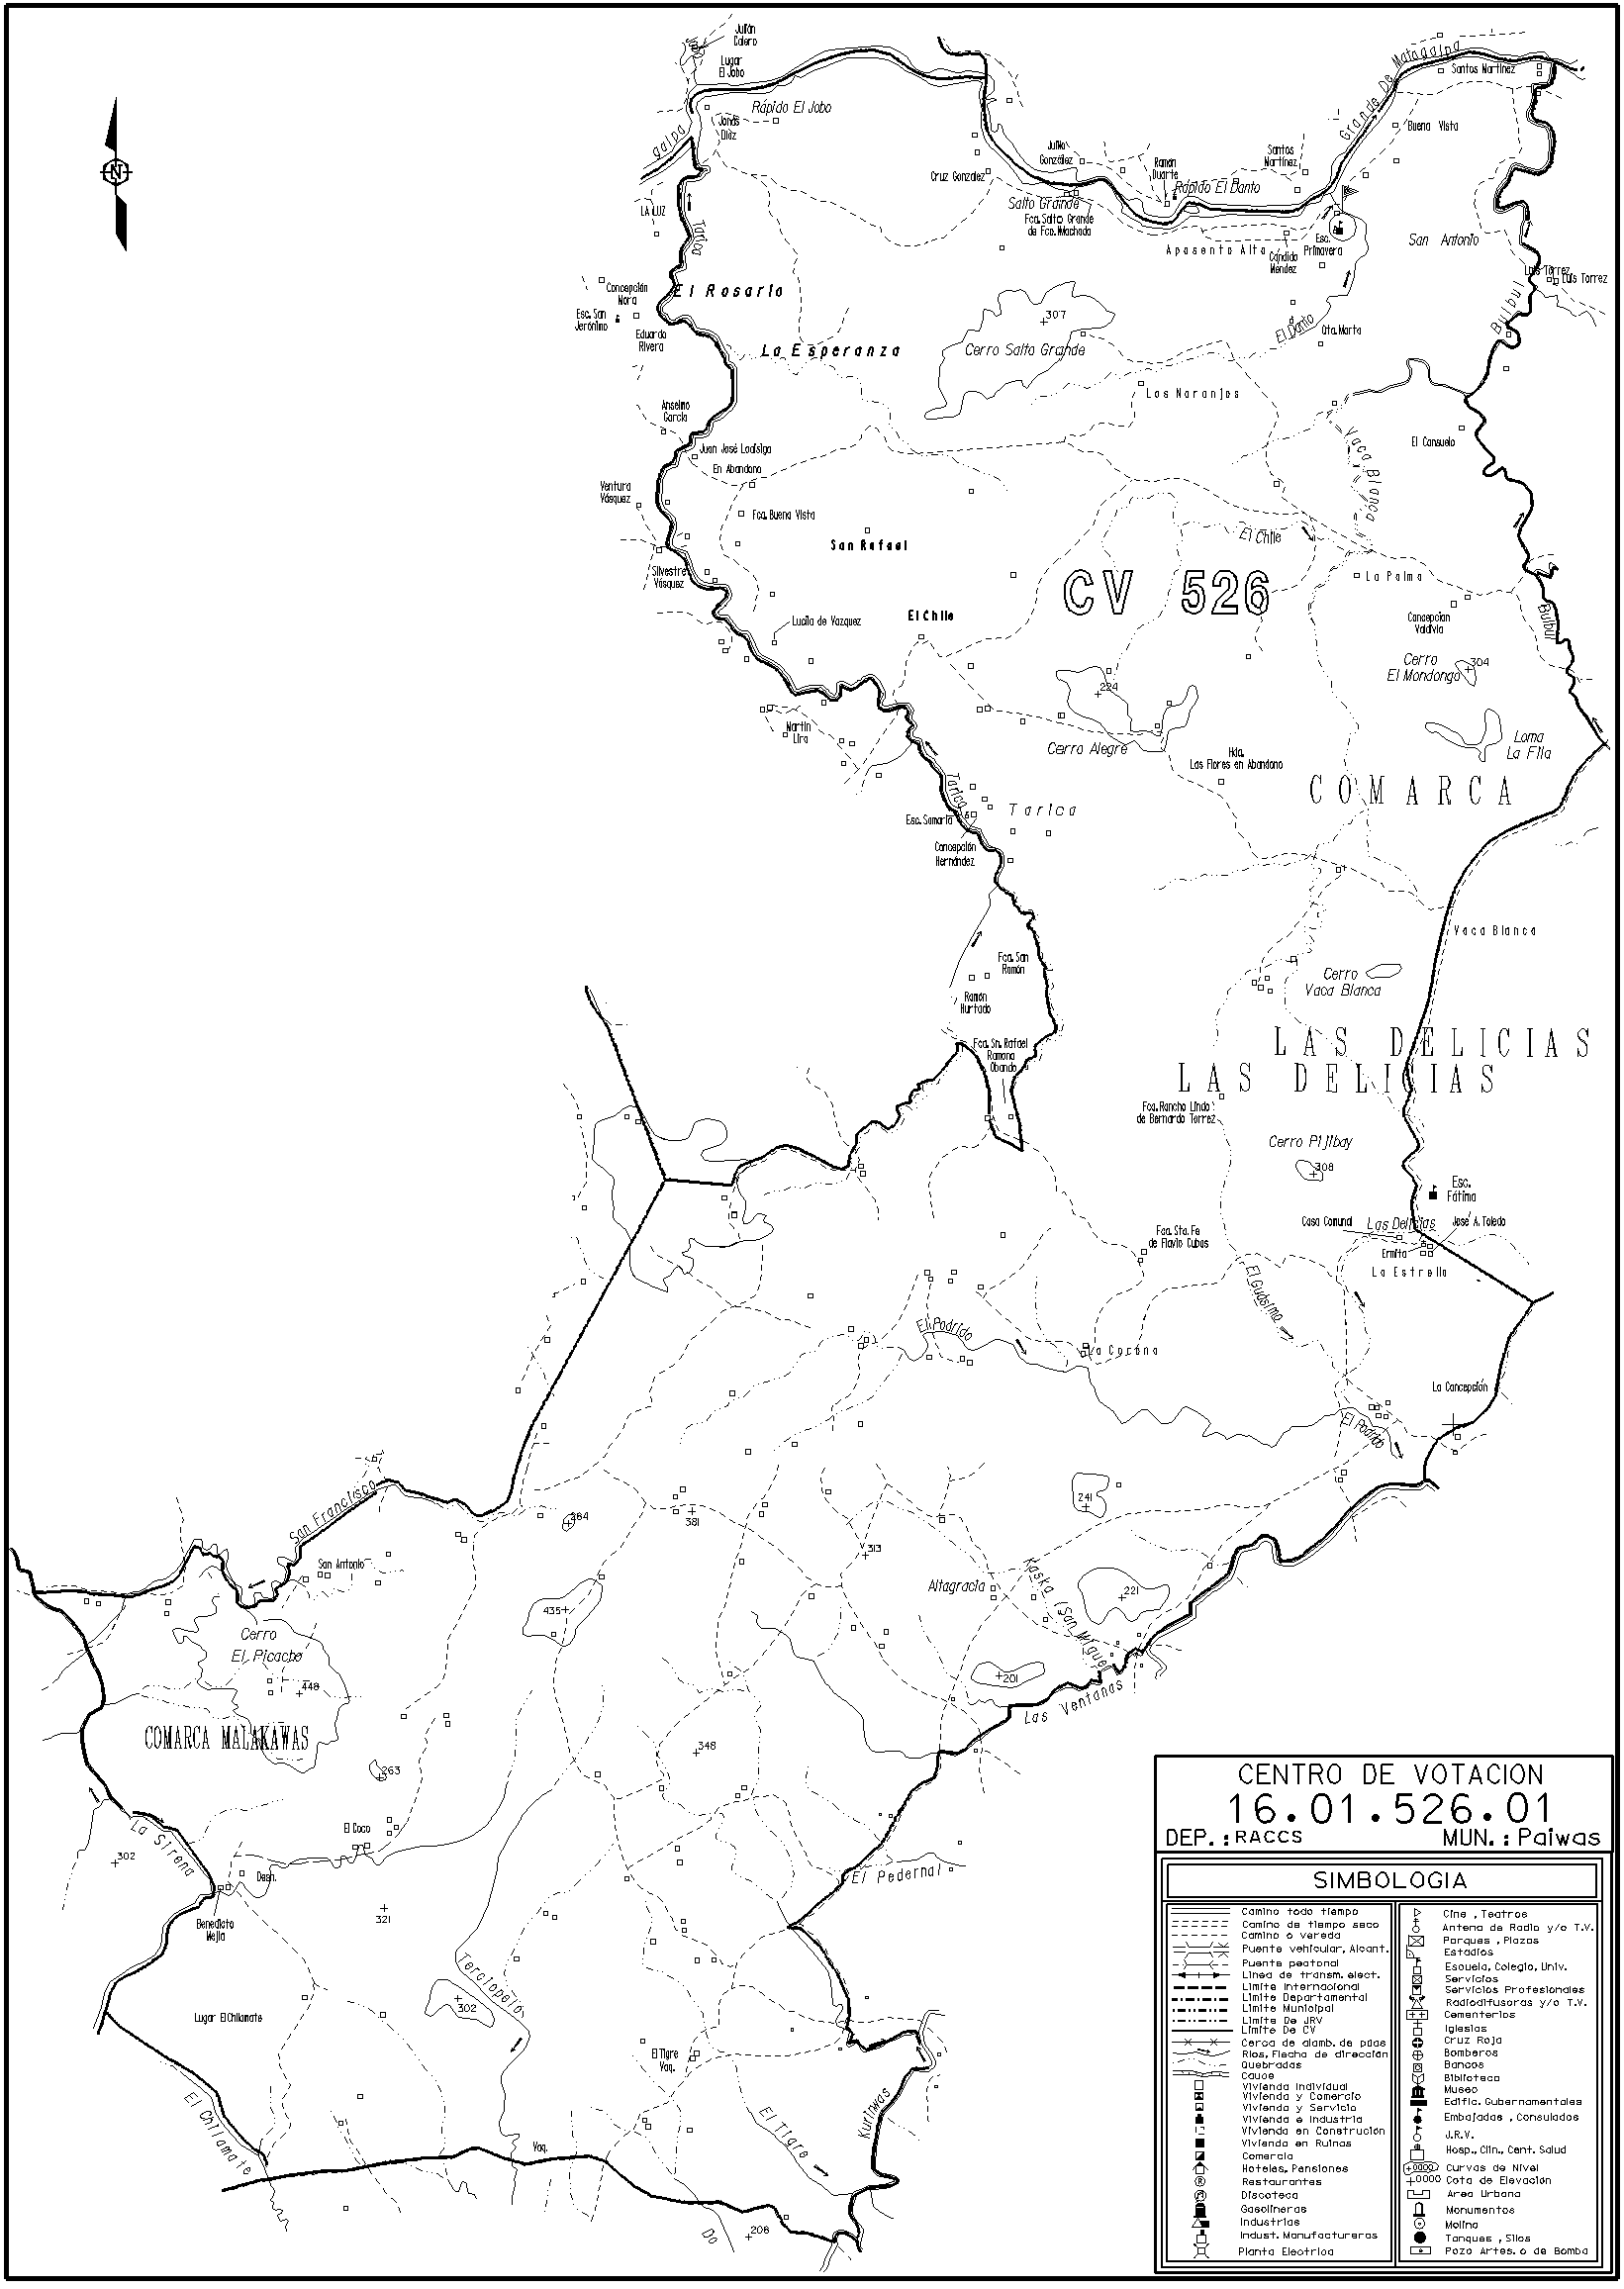 Julián
Calero
Lugar
El Jobo
Rápido El Jobo
Jonás
Díaz
galpa
Grande De Matagalpa
Santos Martínez
Buena Vista
Julio
González
Cruz González
Ramón
Duarte
Santos
Martínez
Rápido El Danto
Salto Grande
Fca. Salto Grande
de Fco. Machado
Aposento Alto
Cándida
Méndez
Esc.
Primavera
San Antonio
Luis Torrez
Luis Torrez
LA LUZ
Tarica
Concepción
Mora
El Rosario
Esc. San
Jerónimo
Eduardo
Rivera
307
Cerro Salto Grande
El Danto
Qta. Marta
Bulbul
La Esperanza
Los Naranjos
Anselmo
García
Juan José Loáisiga
En Abandono
Vaca Blanca
El Consuelo
Ventura
Vásquez
Fca. Buena Vista
San Rafael
El Chile
Silvestre
Vásquez
CV 526
La Palma
Bulbul
Lucila de Vazquez
El Chile
Concepcion
Valdivia
Cerro
El Mondongo
304
224
Martín
Lira
Cerro Alegre
Hda.
Las Flores en Abandono
Loma
La Fila
COMARCA
Tarica
Tarica
Esc. Samaria
Concepción
Hernández
Vaca Blanca
Fca. San
Ramón
Ramón
Hurtado
Cerro
Vaca Blanca
Fca. Sn. Rafael
Ramona
Obando
LAS DELICIAS
LAS DELICIAS
Fca. Rancho Lindo
de Bernardo Torrez
Cerro Pijibay
308
Esc.
Fátima
Casa Comunal
Las Delicias
José A. Toledo
Ermita
La Estrella
Fca. Sta. Fe
de Flavio Cubas
El Guásimo
El Podrido
La Corona
La Concepción
El Podrido
San Francisco
264
381
241
313
San Antonio
Altagracia
Kaska (San Miguel
221
435
Cerro
El Picacho
448
201
Las Ventanas
COMARCA MALAKAWAS
348
263
La Sirena
El Coco
302
Desh.
El Pedernal
Benedicto
Mejía
321
Terciopelo
302
Lugar El Chilamate
El Tigre
Vaq.
El Chilamate
El Tigre
Kurinwas
Vaq.
Do
208
CENTRO DE VOTACION
16.01.526.01
DEP.: RACCS
MUN.: Paiwas
SIMBOLOGIA
Camino todo tiempo
Camino de tiempo seco
Camino o vereda
Puente vehicular, Alcant.
Puente peatonal
Linea de transm. elect.
Limite Internacional
Limite Departamental
Limite Municipal
Limite De JRV
Limite De CV
Cerca de alamb. de púas
Rios, Flecha de dirección
Quebradas
Cauce
Vivienda Individual
Vivienda y Comercio
Vivienda y Servicio
Vivienda e Industria
Vivienda en Construción
Vivienda en Ruinas
Comercio
Hoteles, Pensiones
Restaurantes
Discoteca
Gasolineras
Industrias
Indust. Manufactureras
Planta Electrica
Cine , Teatros
Antena de Radio y/o T.V.
Parques , Plazas
Estadios
Escuela, Colegio, Univ.
Servicios
Servicios Profesionales
Radiodifusoras y/o T.V.
Cementerios
Iglesias
Cruz Roja
Bomberos
Bancos
Biblioteca
Museo
Edific. Gubernamentales
Embajadas , Consulados
J.R.V.
Hosp., Clin., Cent. Salud
Curvas de Nivel
Cota de Elevación
Area Urbana
Monumentos
Molino
Tanques , Silos
Pozo Artes. o de Bomba